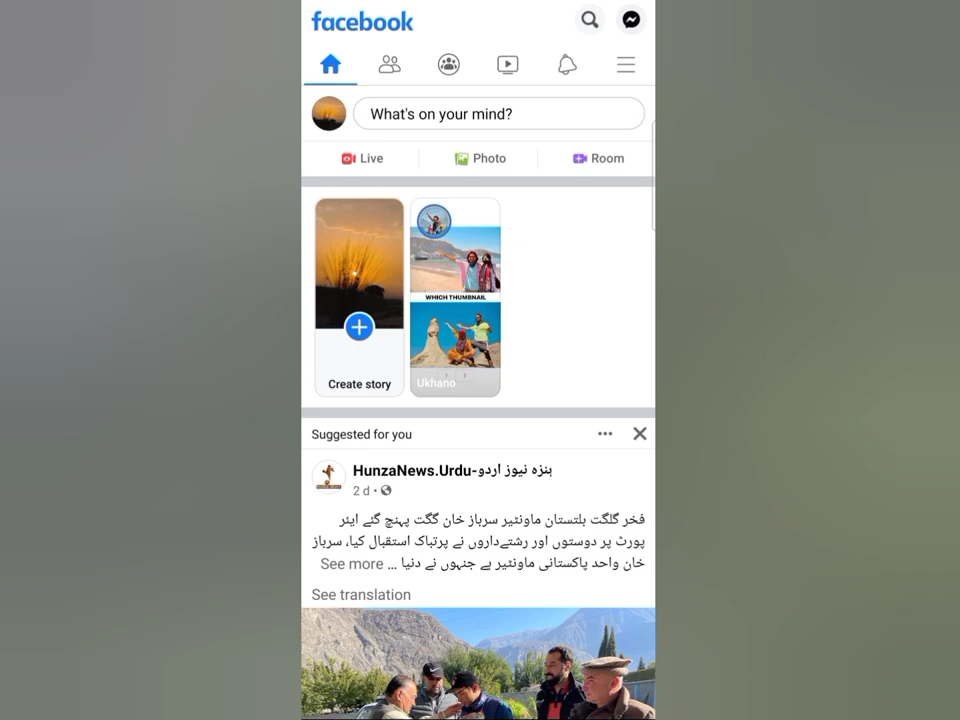 facebook
What's on your mind?
Live
Photo
Room
WHICH THUMBNAIL
Ukhano
Create story
Suggested for you
HunzaNews.Urdu-ہنزہ نیوز اردو
2 d
فخر گلگت بلتستان ماونٹیر سرباز خان گگت پہنچ گئے ایئر
پورٹ پر دوستوں اور رشتےداروں نے پرتباک استقبال کیا، سرباز
خان واحد پاکستانی ماونٹیر ہے جنہوں نے دنیا ... See more
See translation